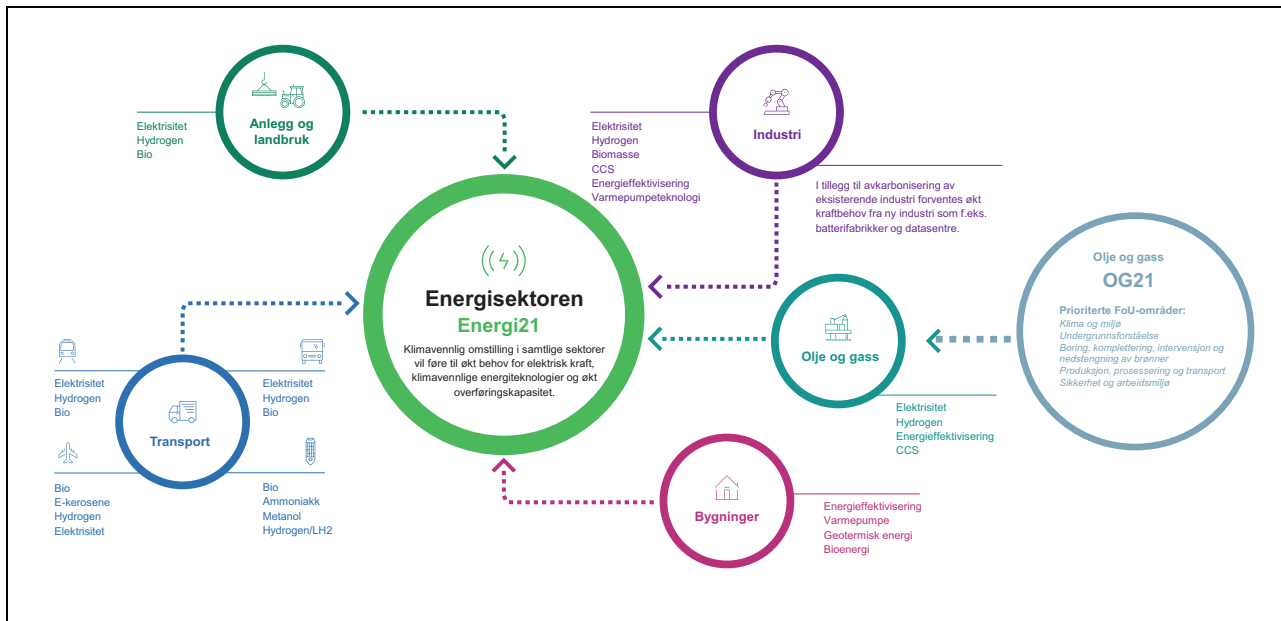 Anlegg og
landbruk
Elektrisitet
Hydrogen
Bio
Industri
Elektrisitet
Hydrogen
Biomasse
CCS
Energieffektivisering
Varmepumpeteknologi
I tillegg til avkarbonisering av
eksisterende industri forventes økt
kraftbehov fra ny industri som f.eks.
batterifabrikker og datasentre.
Energisektoren
Energi21
Klimavennlig omstilling i samtlige sektorer
vil føre til økt behov for elektrisk kraft,
klimavennlige energiteknologier og økt
overføringskapasitet.
Olje og gass
OG21
Prioriterte FoU-områder:
Klima og miljø
Undergrunnsforståelse
Boring, komplettering, intervensjon og
nedstengning av brønner
Produksjon, prosessering og transport
Sikkerhet og arbeidsmiljø
Olje og gass
Elektrisitet
Hydrogen
Energieffektivisering
CCS
Transport
Elektrisitet
Hydrogen
Bio
Elektrisitet
Hydrogen
Bio
Bio
E-kerosene
Hydrogen
Elektrisitet
Bio
Ammoniakk
Metanol
Hydrogen/LH2
Bygninger
Energieffektivisering
Varmepumpe
Geotermisk energi
Bioenergi